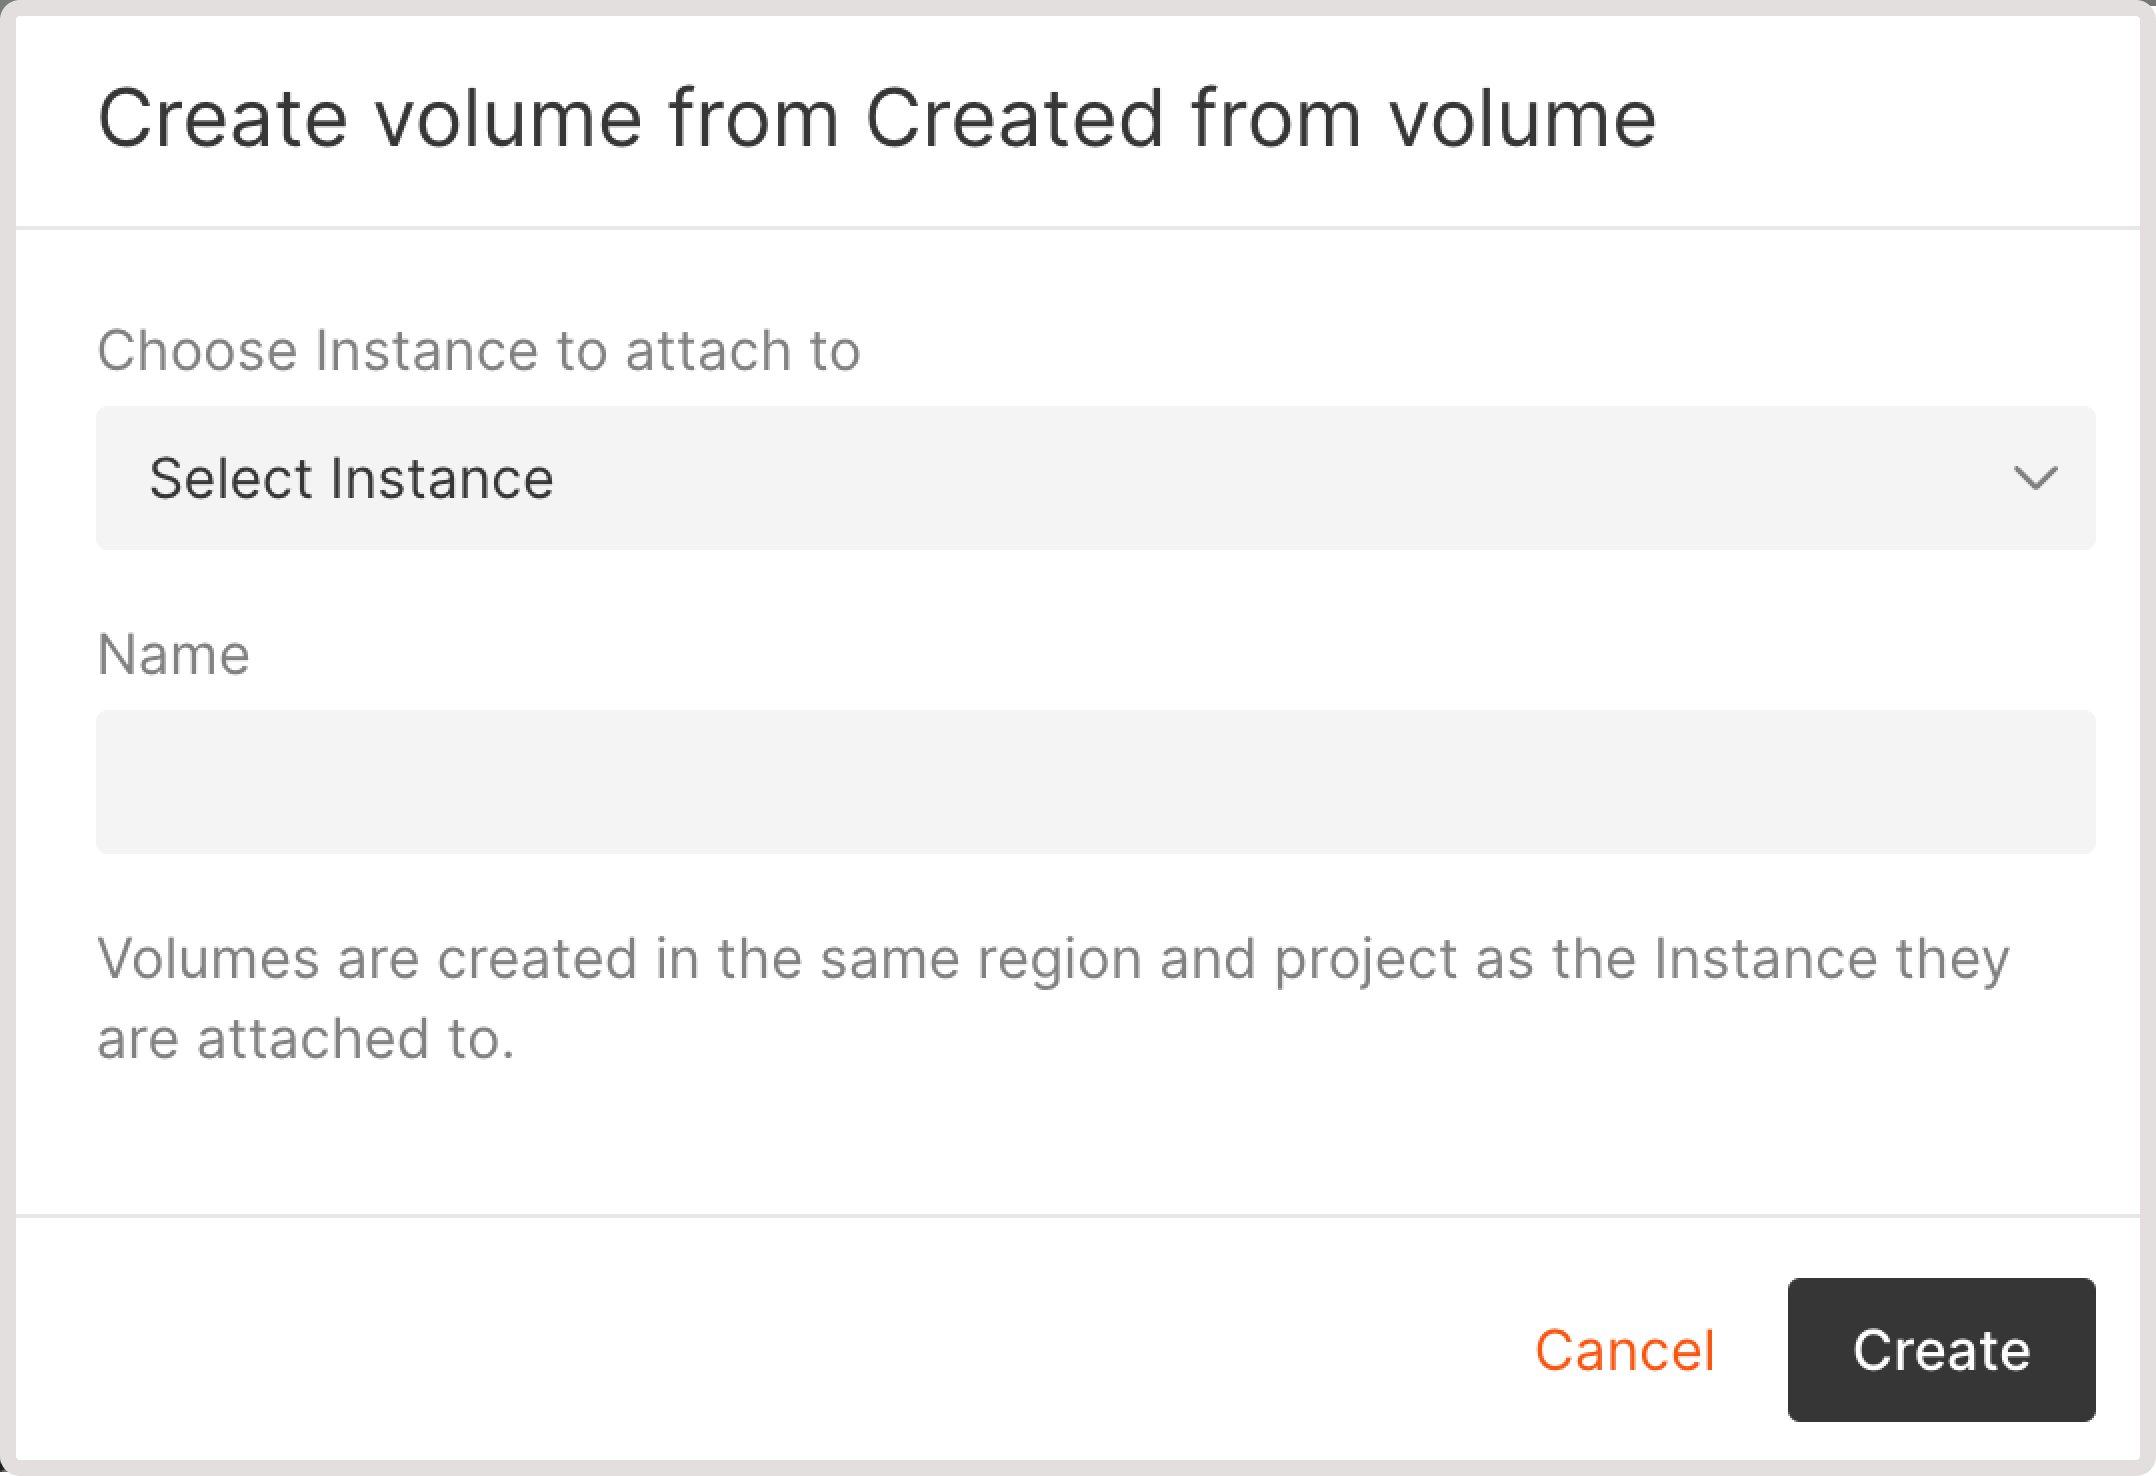 Create volume from Created from volume
Choose Instance to attach to
Select Instance
Name
Volumes are created in the same region and project as the Instance they
are attached to.
Cancel
Create